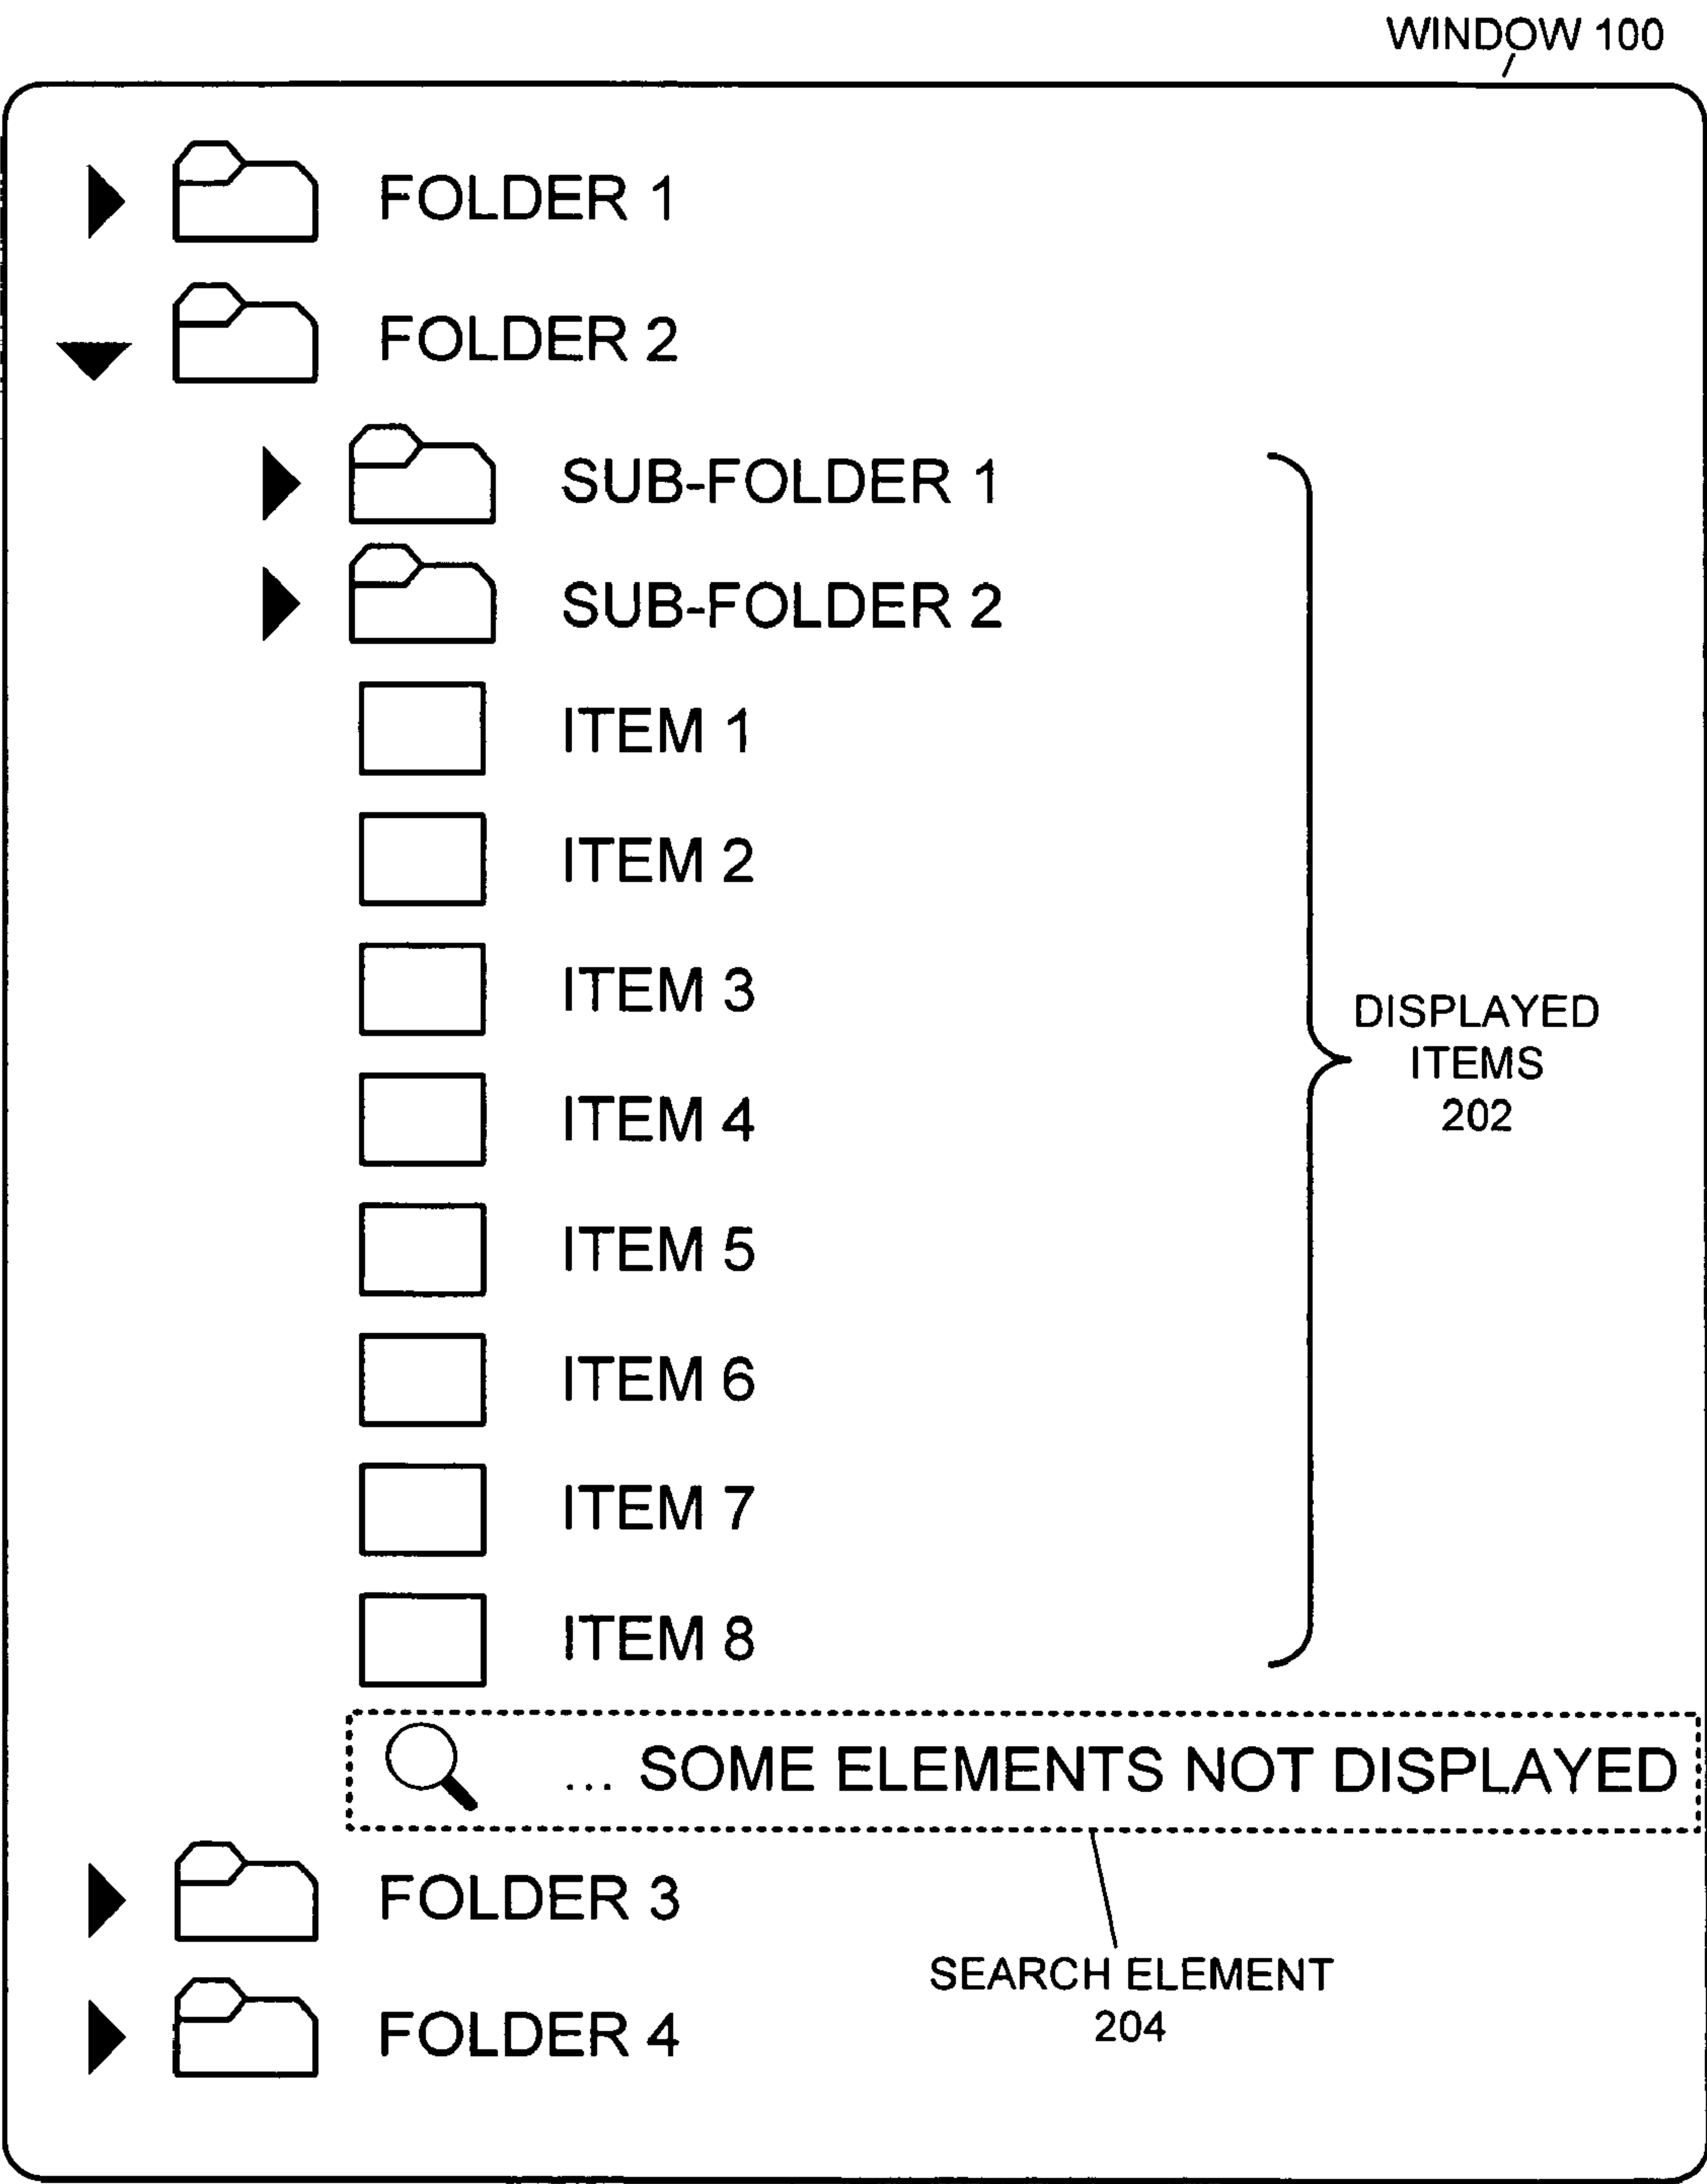 WINDOW 100
FOLDER 1
FOLDER 2
SUB-FOLDER 1
SUB-FOLDER 2
ITEM 1
ITEM 2
ITEM 3
ITEM 4
ITEM 5
ITEM 6
ITEM 7
ITEM 8
DISPLAYED
ITEMS
202
... SOME ELEMENTS NOT DISPLAYED
FOLDER 3
SEARCH ELEMENT
204
FOLDER 4